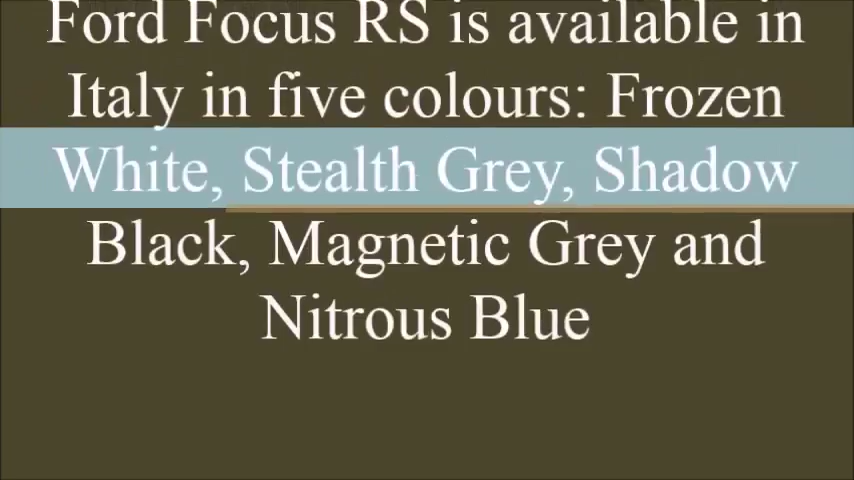 Ford Focus RS is available in
Italy in five colours: Frozen
White, Stealth Grey, Shadow
Black, Magnetic Grey and
Nitrous Blue